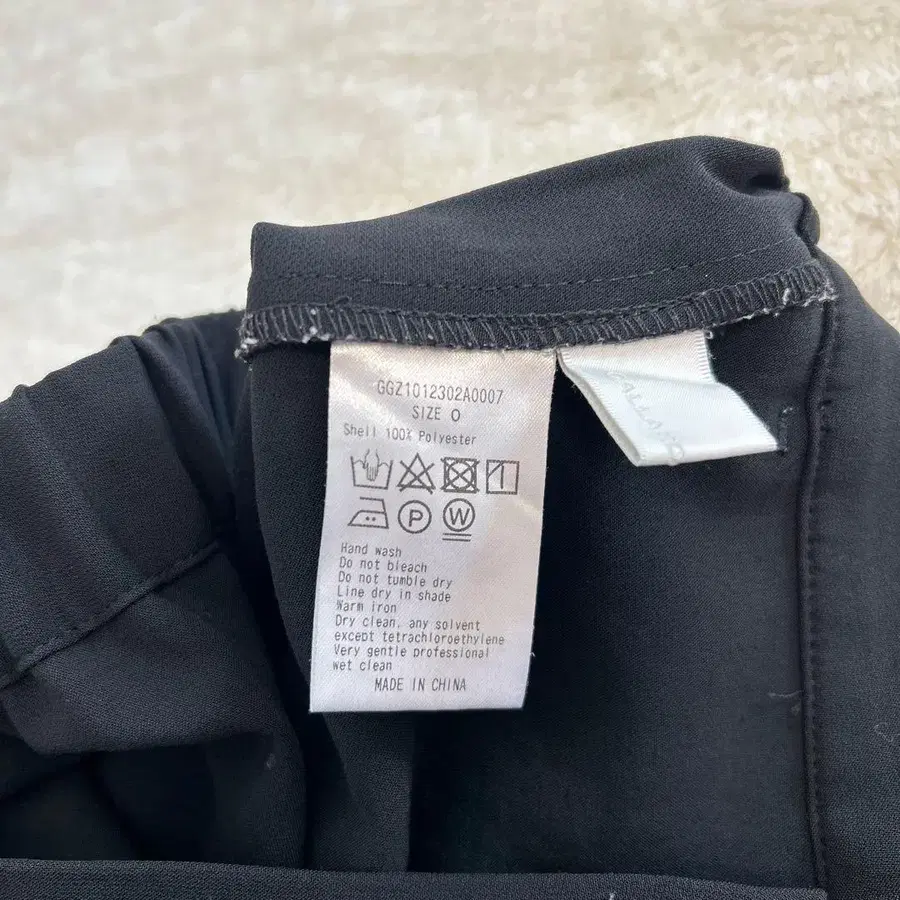 GGZ1012302A0007
SIZE O
Shell 100% Polyester
P
W
Hand wash
Do not bleach
Do not tumble dry
Line dry in shade
Warm iron
Dry clean, any solvent
except tetrachloroethylene
Very gentle professional
wet clean
MADE IN CHINA